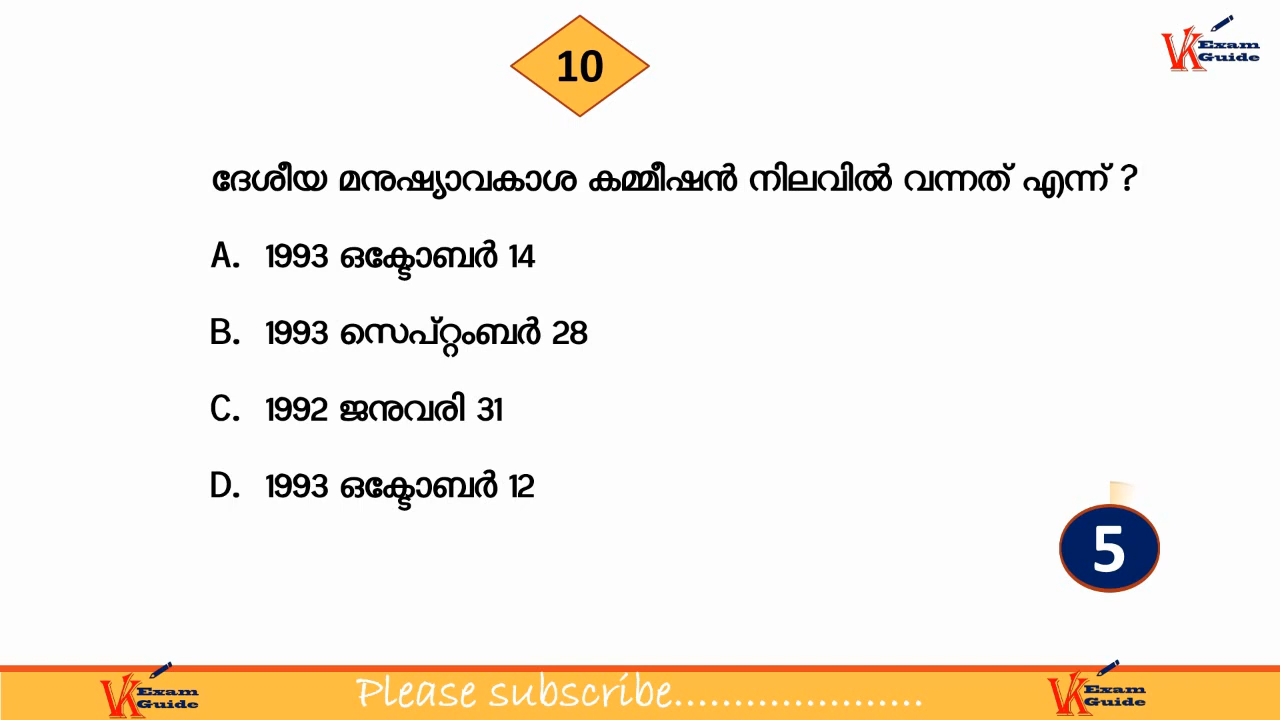 10
VK Exam Guide
ദേശീയ മനുഷ്യാവകാശ കമ്മീഷൻ നിലവിൽ വന്നത് എന്ന് ?
A. 1993 ഒക്ടോബർ 14
B. 1993 സെപ്റ്റംബർ 28
C. 1992 ജനുവരി 31
D. 1993 ഒക്ടോബർ 12
5
VK Exam Guide
Please subscribe.....................
VK Exam Guide